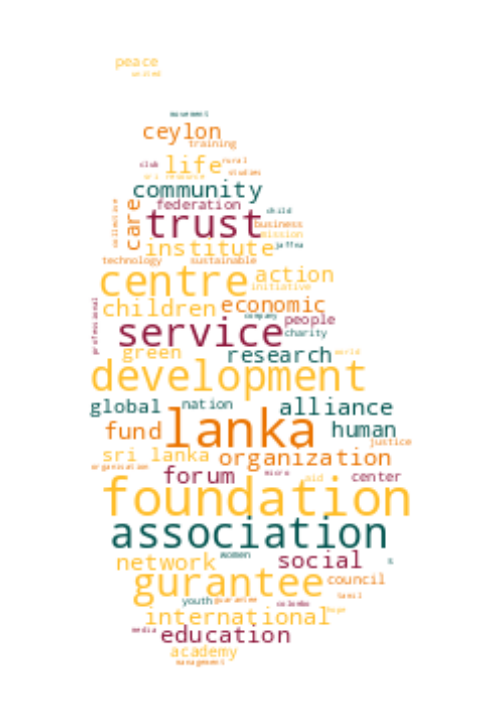 peace
united
movement
ceylon
training
club life rural
sri resource studies
community
care federation
collective trust child
business
mission
institute jaffna
technology sustainable
centre action
initiative
children economic
professional service company people
charity
green research world
development
global nation alliance
fund lanka human
justice
sri lanka organization
organisation
forum micro aid center
foundation
association
network women social
gurantee council
tamil
youth guarantee colombo
hope
international
media education
academy
management